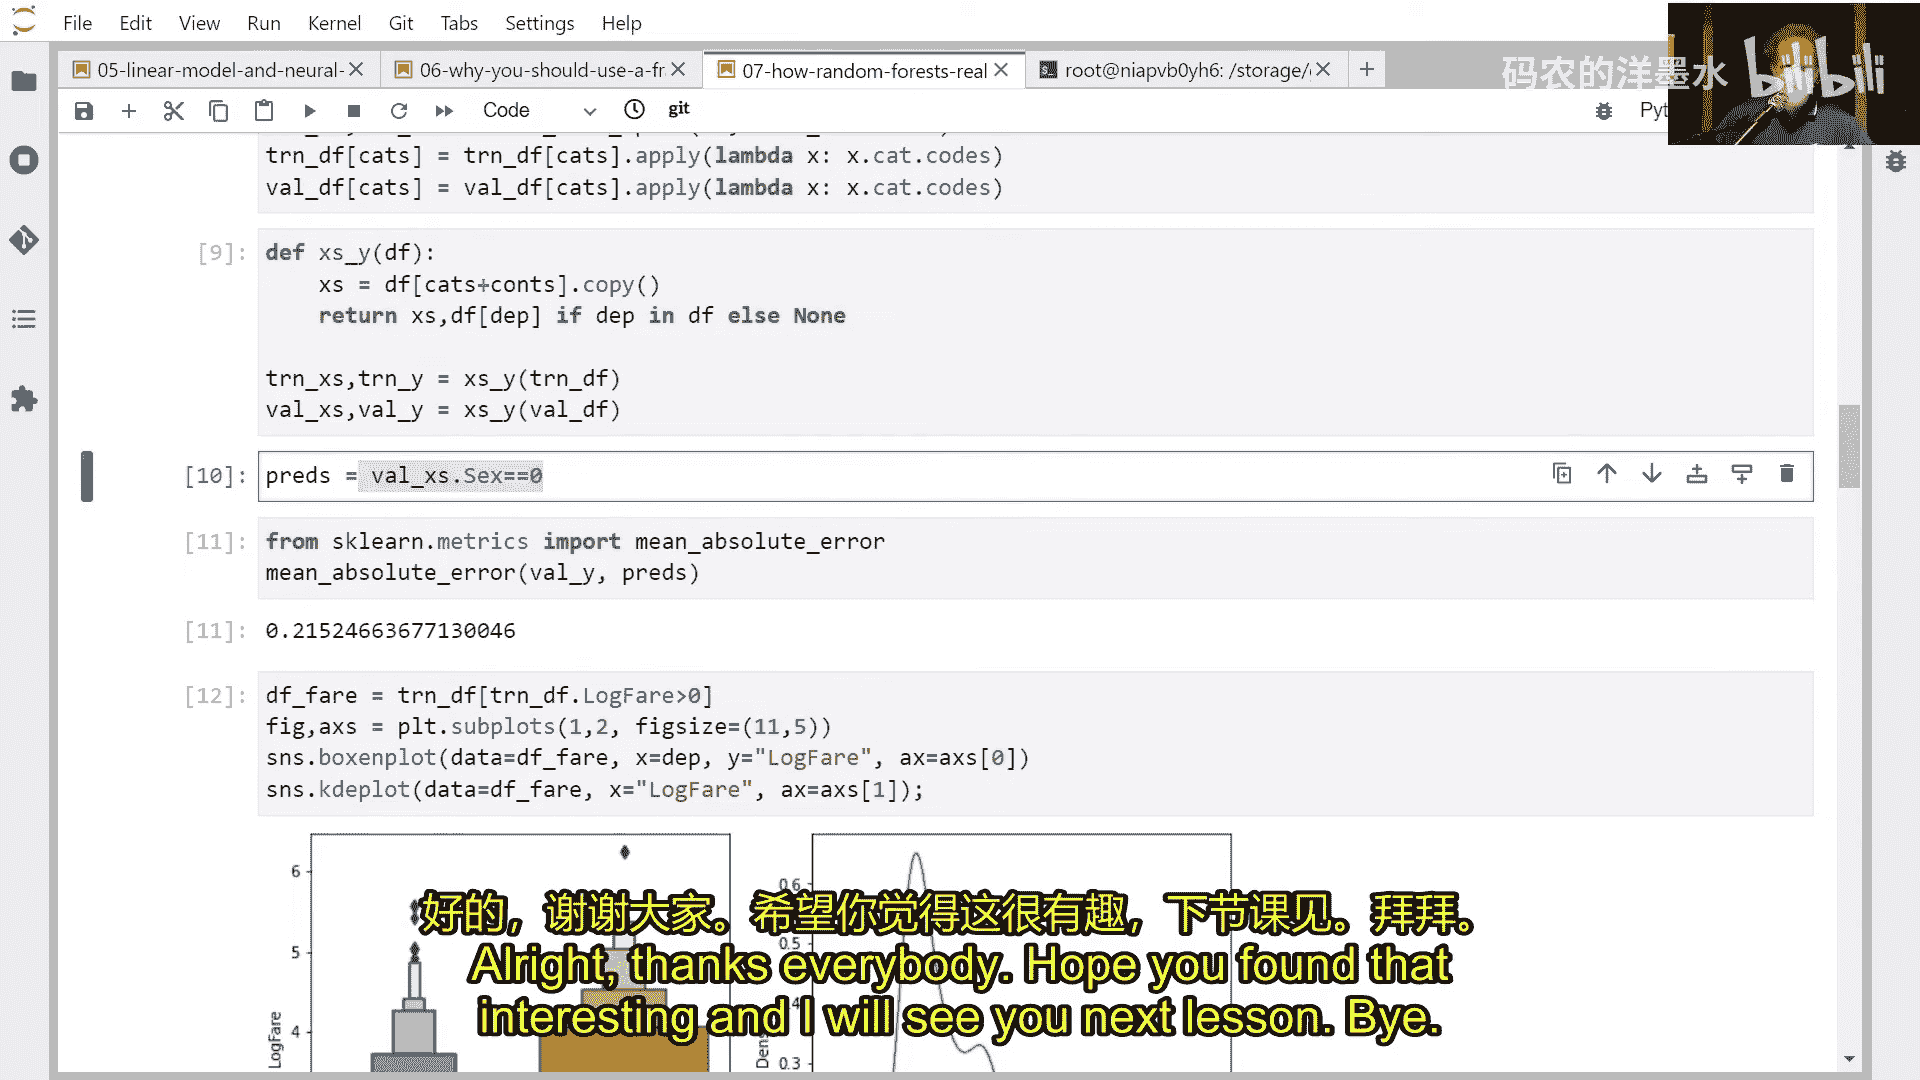 File Edit View Run Kernel Git Tabs Settings Help
05-linear-model-and-neural- 06-why-you-should-use-a-fr 07-how-random-forests-real root@niapvb0yh6: /storage/
码农的洋墨水 bilibili
Code git
trn_df[cats] = trn_df[cats].apply(lambda x: x.cat.codes)
val_df[cats] = val_df[cats].apply(lambda x: x.cat.codes)
[9]: def xs_y(df):
xs = df[cats+conts].copy()
return xs,df[dep] if dep in df else None
trn_xs,trn_y = xs_y(trn_df)
val_xs,val_y = xs_y(val_df)
[10]: preds = val_xs.Sex==0
[11]: from sklearn.metrics import mean_absolute_error
mean_absolute_error(val_y, preds)
[11]: 0.21524663677130046
[12]: df_fare = trn_df[trn_df.LogFare>0]
fig,axs = plt.subplots(1,2, figsize=(11,5))
sns.boxenplot(data=df_fare, x=dep, y="LogFare", ax=axs[0])
sns.kdeplot(data=df_fare, x="LogFare", ax=axs[1]);
6
5
4
LogFare
0.6
0.5
0.3
好的，谢谢大家。希望你觉得这很有趣，下节课见。拜拜。
Alright, thanks everybody. Hope you found that
interesting and I will see you next lesson. Bye.